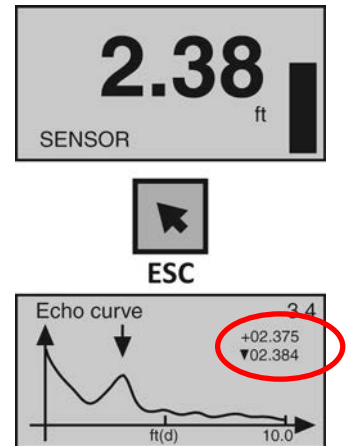 2.38
ft
SENSOR
ESC
Echo curve 3.4
+02.375
▼02.384
ft(d) 10.0